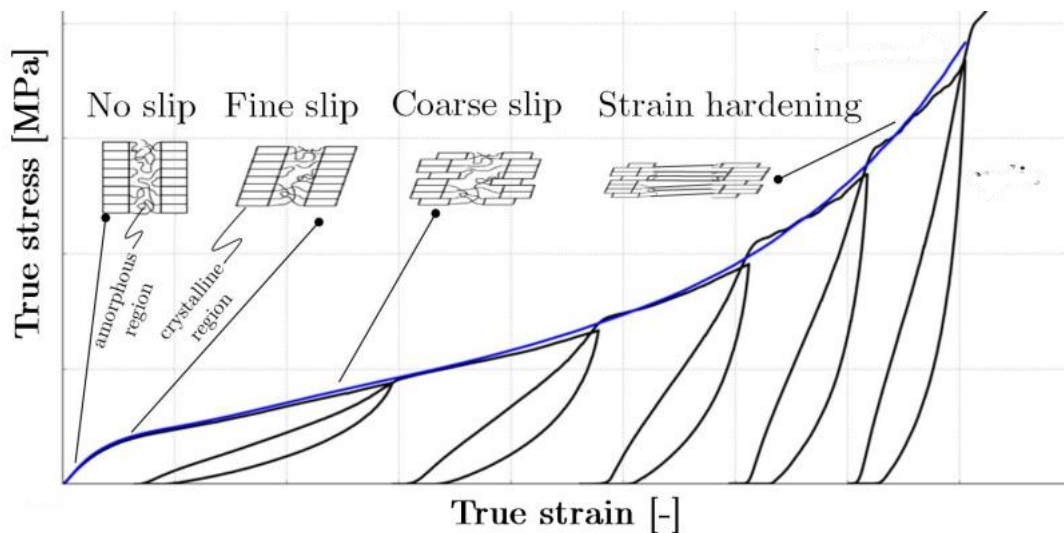 True stress [MPa]
No slip
Fine slip
Coarse slip
Strain hardening
amorphous
region
crystalline
region
True strain [-]